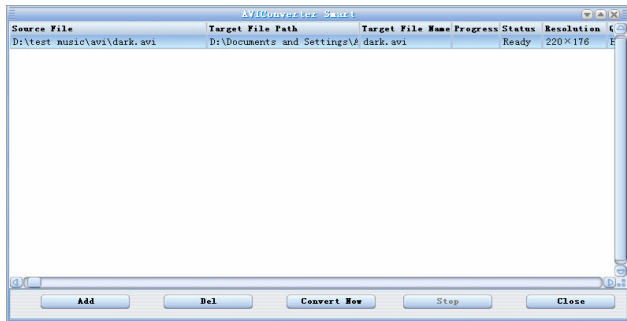 AVIConverter Smart
Source File Target File Path Target File Name Progress Status Resolution
D:\test music\avi\dark.avi D:\Documents and Settings\A dark.avi Ready 220×176
Add Del Convert Now Stop Close